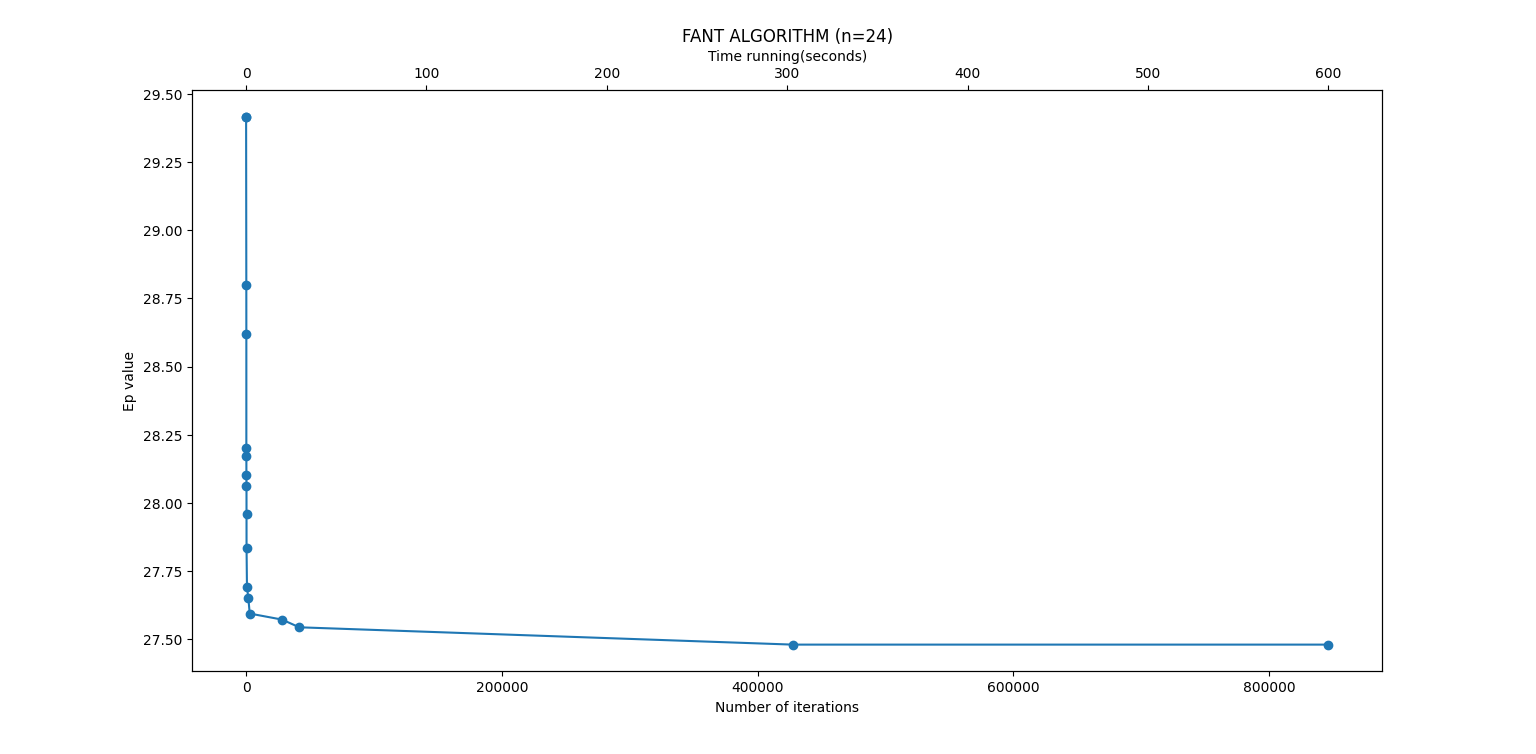 FANT ALGORITHM (n=24)
Time running(seconds)
0 100 200 300 400 500 600
29.50
29.25
29.00
28.75
28.50
28.25
28.00
27.75
27.50
Ep value
0 200000 400000 600000 800000
Number of iterations